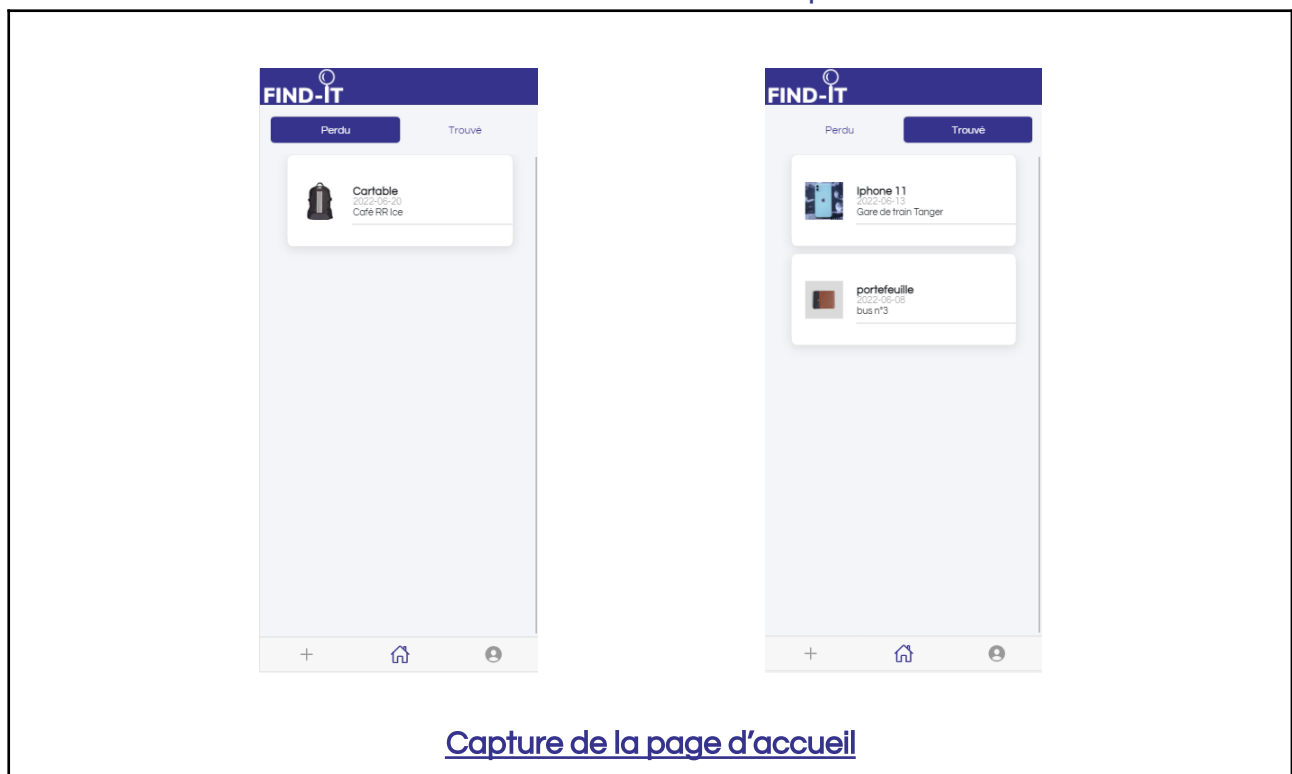 FIND-IT
Perdu
Trouvé
Cartable
2022-06-20
Café RR Ice
FIND-IT
Perdu
Trouvé
Iphone 11
2022-06-13
Gare de train Tanger
portefeuille
2022-06-08
bus n°3
Capture de la page d’accueil